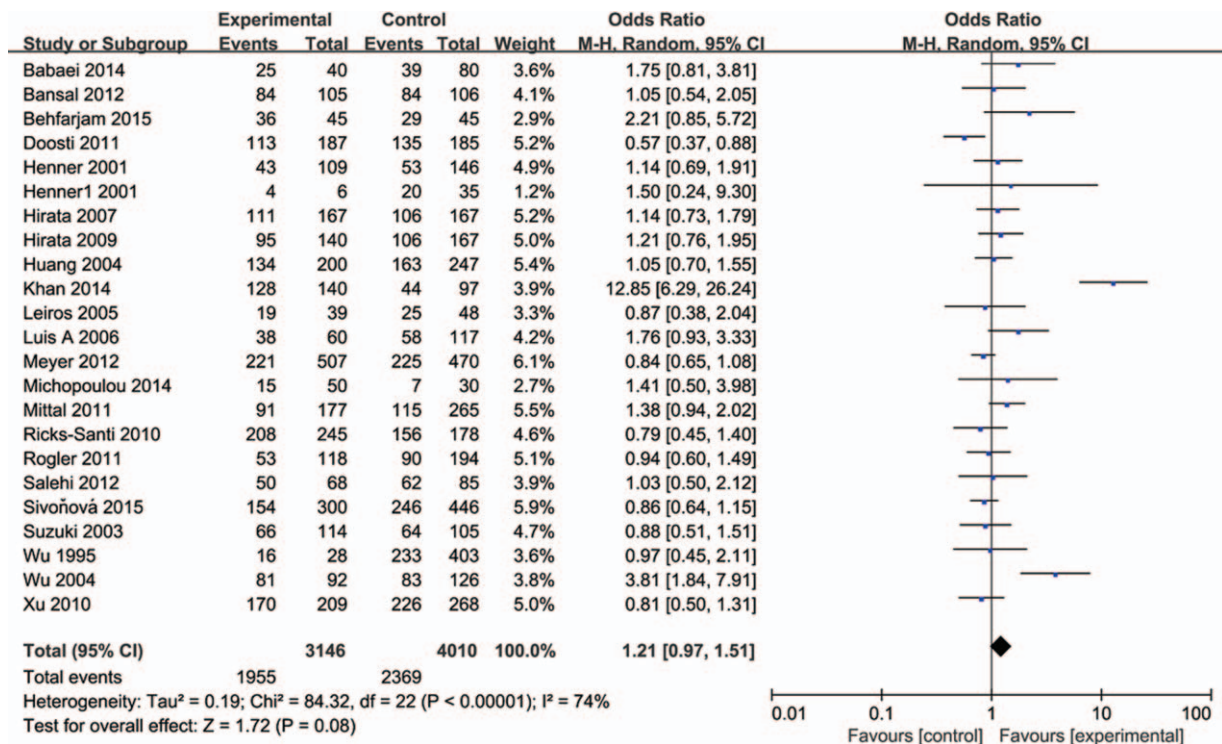 Experimental Control Odds Ratio Odds Ratio
Study or Subgroup Events Total Events Total Weight M-H, Random, 95% CI M-H, Random, 95% CI
Babaei 2014 25 40 39 80 3.6% 1.75 [0.81, 3.81]
Bansal 2012 84 105 84 106 4.1% 1.05 [0.54, 2.05]
Behfarjam 2015 36 45 29 45 2.9% 2.21 [0.85, 5.72]
Doosti 2011 113 187 135 185 5.2% 0.57 [0.37, 0.88]
Henner 2001 43 109 53 146 4.9% 1.14 [0.69, 1.91]
Henner1 2001 4 6 20 35 1.2% 1.50 [0.24, 9.30]
Hirata 2007 111 167 106 167 5.2% 1.14 [0.73, 1.79]
Hirata 2009 95 140 106 167 5.0% 1.21 [0.76, 1.95]
Huang 2004 134 200 163 247 5.4% 1.05 [0.70, 1.55]
Khan 2014 128 140 44 97 3.9% 12.85 [6.29, 26.24]
Leiros 2005 19 39 25 48 3.3% 0.87 [0.38, 2.04]
Luis A 2006 38 60 58 117 4.2% 1.76 [0.93, 3.33]
Meyer 2012 221 507 225 470 6.1% 0.84 [0.65, 1.08]
Michopoulou 2014 15 50 7 30 2.7% 1.41 [0.50, 3.98]
Mittal 2011 91 177 115 265 5.5% 1.38 [0.94, 2.02]
Ricks-Santi 2010 208 245 156 178 4.6% 0.79 [0.45, 1.40]
Rogler 2011 53 118 90 194 5.1% 0.94 [0.60, 1.49]
Salehi 2012 50 68 62 85 3.9% 1.03 [0.50, 2.12]
Sivoňová 2015 154 300 246 446 5.9% 0.86 [0.64, 1.15]
Suzuki 2003 66 114 64 105 4.7% 0.88 [0.51, 1.51]
Wu 1995 16 28 233 403 3.6% 0.97 [0.45, 2.11]
Wu 2004 81 92 83 126 3.8% 3.81 [1.84, 7.91]
Xu 2010 170 209 226 268 5.0% 0.81 [0.50, 1.31]
Total (95% CI) 3146 4010 100.0% 1.21 [0.97, 1.51]
Total events 1955 2369
Heterogeneity: Tau² = 0.19; Chi² = 84.32, df = 22 (P < 0.00001); I² = 74%
Test for overall effect: Z = 1.72 (P = 0.08)
0.01 0.1 1 10 100
Favours [control] Favours [experimental]